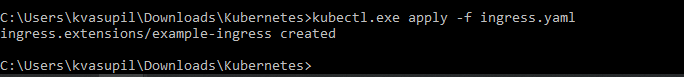 C:\Users\kvasupil\Downloads\Kubernetes>kubectl.exe apply -f ingress.yaml
ingress.extensions/example-ingress created
C:\Users\kvasupil\Downloads\Kubernetes>